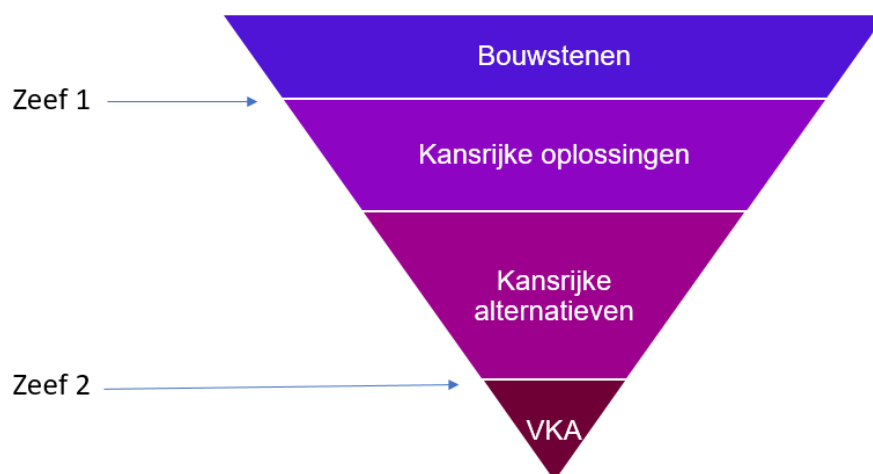 Bouwstenen
Zeef 1
Kansrijke oplossingen
Kansrijke
alternatieven
Zeef 2
VKA